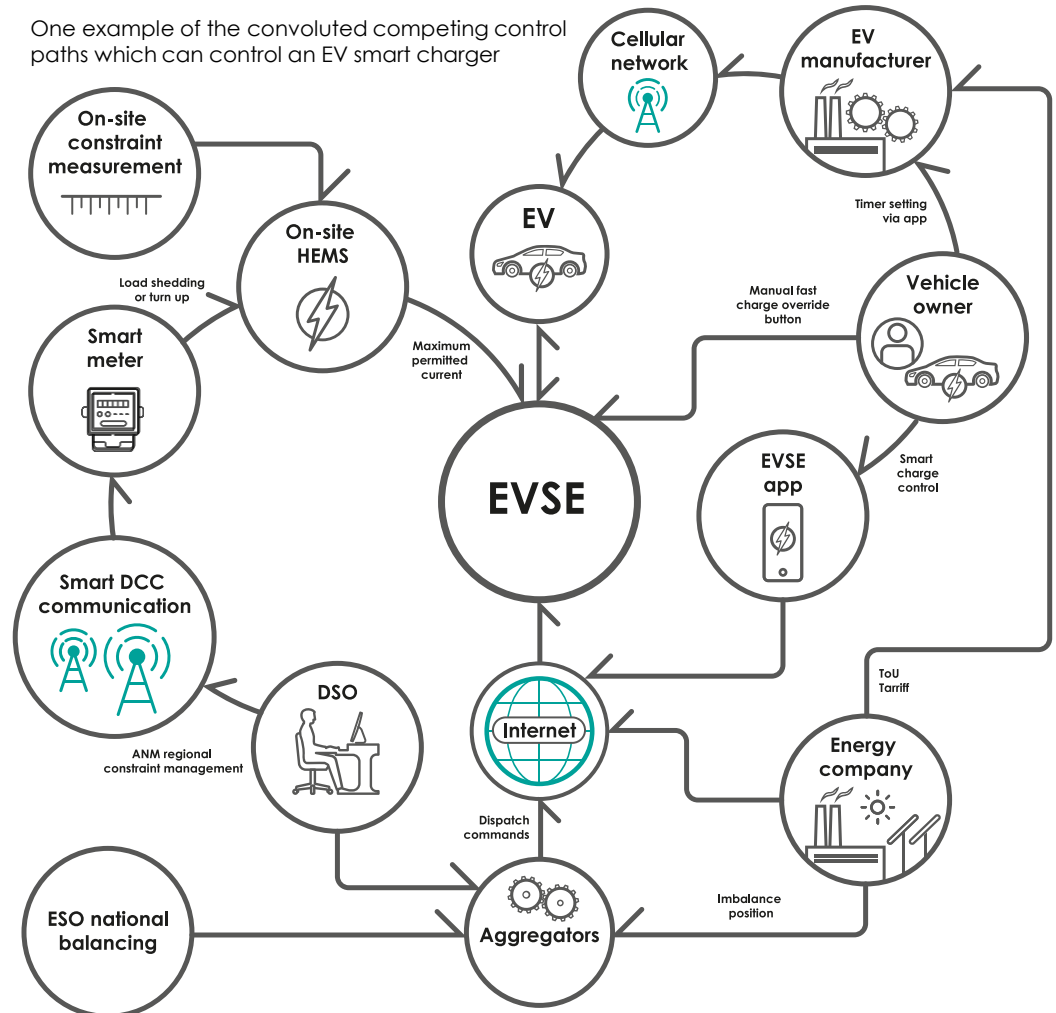 One example of the convoluted competing control
paths which can control an EV smart charger
Cellular
network
EV
manufacturer
On-site
constraint
measurement
On-site
HEMS
EV
Timer setting
via app
Load shedding
or turn up
Manual fast
charge override
button
Vehicle
owner
Smart
meter
Maximum
permitted
current
EVSE
EVSE
app
Smart
charge
control
Smart DCC
communication
DSO
ToU
Tarriff
Internet
ANM regional
constraint management
Energy
company
Dispatch
commands
ESO national
balancing
Aggregators
Imbalance
position